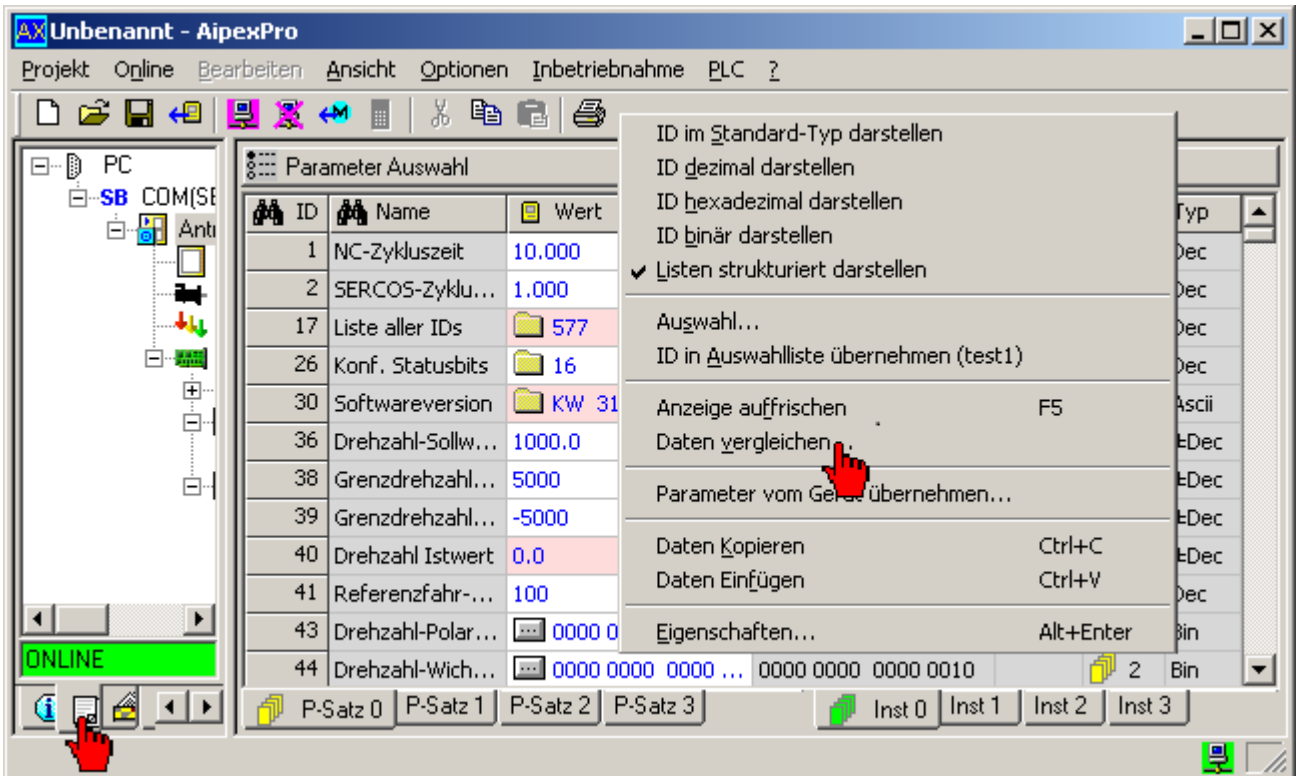 Unbenannt - AipexPro
Projekt Online Bearbeiten Ansicht Optionen Inbetriebnahme PLC ?
PC
SB COM(SE
Antr
Parameter Auswahl
ID Name Wert Typ
1 NC-Zykluszeit 10.000 Dec
2 SERCOS-Zyklu... 1.000 Dec
17 Liste aller IDs 577 Dec
26 Konf. Statusbits 16 Dec
30 Softwareversion KW 31 Ascii
36 Drehzahl-Sollw... 1000.0 ±Dec
38 Grenzdrehzahl... 5000 ±Dec
39 Grenzdrehzahl... -5000 ±Dec
40 Drehzahl Istwert 0.0 ±Dec
41 Referenzfahr-... 100 Dec
43 Drehzahl-Polar... 0000 0 Bin
44 Drehzahl-Wich... 0000 0000 0000 ... 0000 0000 0000 0010 2 Bin
ID im Standard-Typ darstellen
ID dezimal darstellen
ID hexadezimal darstellen
ID binär darstellen
Listen strukturiert darstellen
Auswahl...
ID in Auswahlliste übernehmen (test1)
Anzeige auffrischen F5
Daten vergleichen...
Parameter vom Gerät übernehmen...
Daten Kopieren Ctrl+C
Daten Einfügen Ctrl+V
Eigenschaften... Alt+Enter
ONLINE
P-Satz 0 P-Satz 1 P-Satz 2 P-Satz 3 Inst 0 Inst 1 Inst 2 Inst 3